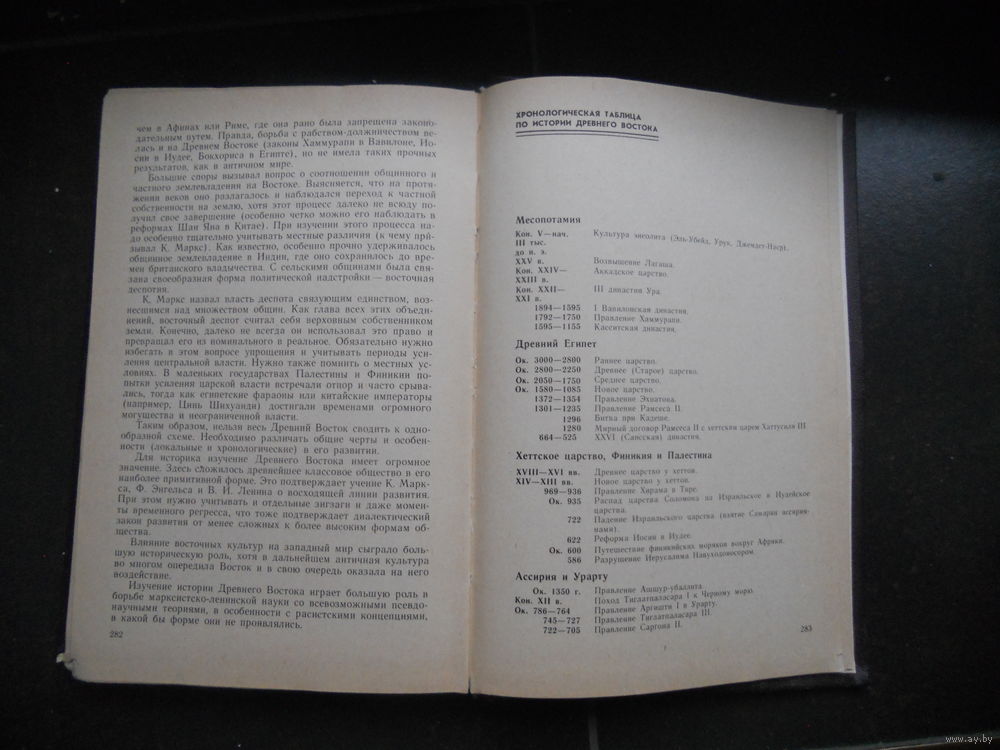 чем в Афинах или Риме, где она рано была запрещена законо-
дательным путем. Правда, борьба с рабством-должничеством ве-
лась и на Древнем Востоке (законы Хаммурапи в Вавилоне, Ио-
сии в Иудее, Бокхориса в Египте), но не имела таких прочных
результатов, как в античном мире.
Большие споры вызывал вопрос о соотношении общинного и
частного землевладения на Востоке. Выясняется, что на протя-
жении веков оно разлагалось и наблюдался переход к частной
собственности на землю, хотя этот процесс далеко не всюду по-
лучил свое завершение (особенно четко можно его наблюдать в
реформах Шан Яна в Китае). При изучении этого процесса на-
до особенно тщательно учитывать местные различия (к чему при-
зывал К. Маркс). Как известно, особенно прочно удерживалось
общинное землевладение в Индии, где оно сохранилось до вре-
мен британского владычества. С сельскими общинами была свя-
зана своеобразная форма политической надстройки — восточная
деспотия.
К. Маркс назвал власть деспота связующим единством, воз-
несшимся над множеством общин. Как глава всех этих объеди-
нений, восточный деспот считал себя верховным собственником
земли. Конечно, далеко не всегда он использовал это право и
превращал его из номинального в реальное. Обязательно нужно
избегать в этом вопросе упрощения и учитывать периоды уси-
ления центральной власти. Нужно также помнить о местных ус-
ловиях. В маленьких государствах Палестины и Финикии по-
пытки усиления царской власти встречали отпор и часто срыва-
лись, тогда как египетские фараоны или китайские императоры
(например, Цинь Шихуанди) достигали временами огромного
могущества и неограниченной власти.
Таким образом, нельзя весь Древний Восток сводить к одно-
образной схеме. Необходимо различать общие черты и особен-
ности (локальные и хронологические) в его развитии.
Для историка изучение Древнего Востока имеет огромное
значение. Здесь сложилось древнейшее классовое общество в его
наиболее примитивной форме. Это подтверждает учение К. Марк-
са, Ф. Энгельса и В. И. Ленина о восходящей линии развития.
При этом нужно учитывать и отдельные зигзаги и даже момен-
ты временного регресса, что тоже подтверждает диалектический
закон развития от менее сложных к более высоким формам об-
щества.
Влияние восточных культур на западный мир сыграло боль-
шую историческую роль, хотя в дальнейшем античная культура
во многом опередила Восток и в свою очередь оказала на него
воздействие.
Изучение истории Древнего Востока играет большую роль в
борьбе марксистско-ленинской науки со всевозможными псевдо-
научными теориями, в особенности с расистскими концепциями,
в какой бы форме они не проявлялись.
282
ХРОНОЛОГИЧЕСКАЯ ТАБЛИЦА
ПО ИСТОРИИ ДРЕВНЕГО ВОСТОКА
Месопотамия
Кон. V—нач. Культура энеолита (Эль-Убейд, Урук, Джемдет-Наср).
III тыс.
до н. э.
XXV в. Возвышение Лагаша.
Кон. XXIV— Аккадское царство.
XXIII в.
Кон. XXII— III династия Ура.
XXI в.
1894—1595 I Вавилонская династия.
1792—1750 Правление Хаммурапи.
1595—1155 Касситская династия.
Древний Египет
Ок. 3000—2800 Раннее царство.
Ок. 2800—2250 Древнее (Старое) царство.
Ок. 2050—1750 Среднее царство.
Ок. 1580—1085 Новое царство.
1372—1354 Правление Эхнатона.
1301—1235 Правление Рамсеса II.
1296 Битва при Кадеше.
1280 Мирный договор Рамсеса II с хеттским царем Хаттусили III
664—525 XXVI (Саисская) династия.
Хеттское царство, Финикия и Палестина
XVIII—XVI вв. Древнее царство у хеттов.
XIV—XIII вв. Новое царство у хеттов.
969—936 Правление Хирама в Тире.
Ок. 935 Распад царства Соломона на Израильское и Иудейское
царства.
722 Падение Израильского царства (взятие Самарии ассирия-
нами).
622 Реформа Иосии в Иудее.
Ок. 600 Путешествие финикийских моряков вокруг Африки.
586 Разрушение Иерусалима Навуходоносором.
Ассирия и Урарту
Ок. 1350 г. Правление Ашшур-убаллита.
Кон. XII в. Поход Тиглатпаласара I к Черному морю.
Ок. 786—764 Правление Аргишти I в Урарту.
745—727 Правление Тиглатпаласара III.
722—705 Правление Саргона II.
283
www.ay.by